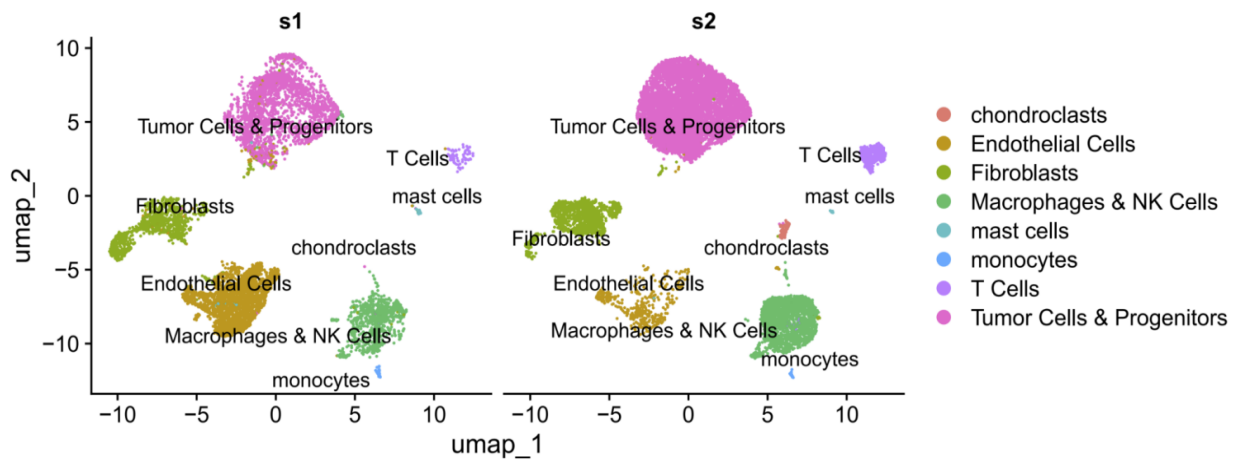 s1
s2
10
5
0
−5
−10
umap_2
Tumor Cells & Progenitors
T Cells
mast cells
Fibroblasts
chondroclasts
Endothelial Cells
Macrophages & NK Cells
monocytes
Tumor Cells & Progenitors
T Cells
mast cells
Fibroblasts
chondroclasts
Endothelial Cells
Macrophages & NK Cells
monocytes
−10 −5 0 5 10
−10 −5 0 5 10
umap_1
chondroclasts
Endothelial Cells
Fibroblasts
Macrophages & NK Cells
mast cells
monocytes
T Cells
Tumor Cells & Progenitors